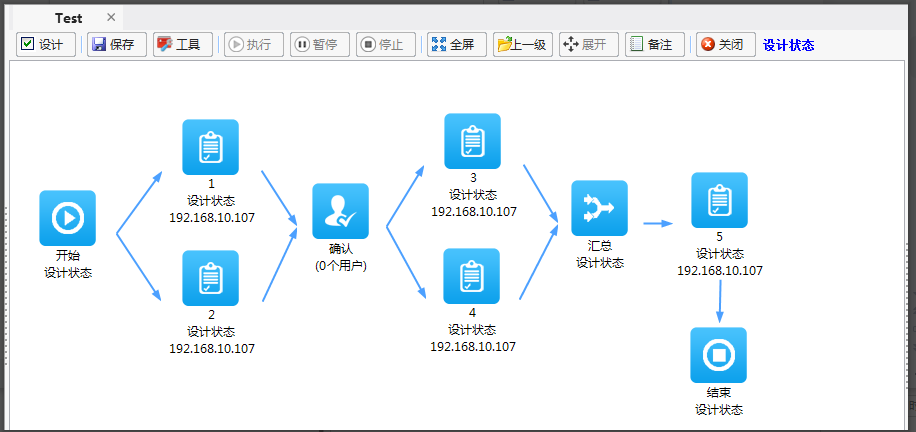 Test
设计 保存 工具 执行 暂停 停止 全屏 上一级 展开 备注 关闭 设计状态
开始
设计状态
1
设计状态
192.168.10.107
2
设计状态
192.168.10.107
确认
(0个用户)
3
设计状态
192.168.10.107
4
设计状态
192.168.10.107
汇总
设计状态
5
设计状态
192.168.10.107
结束
设计状态